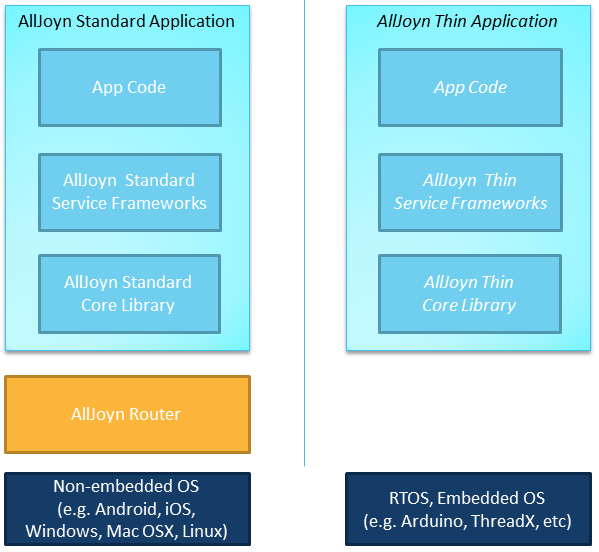 AllJoyn Standard Application
App Code
AllJoyn  Standard
Service Frameworks
AllJoyn Standard
Core Library
AllJoyn Router
Non-embedded OS
(e.g. Android, iOS,
Windows, Mac OSX, Linux)
AllJoyn Thin Application
App Code
AllJoyn  Thin
Service Frameworks
AllJoyn Thin
Core Library
RTOS, Embedded OS
(e.g. Arduino, ThreadX, etc)